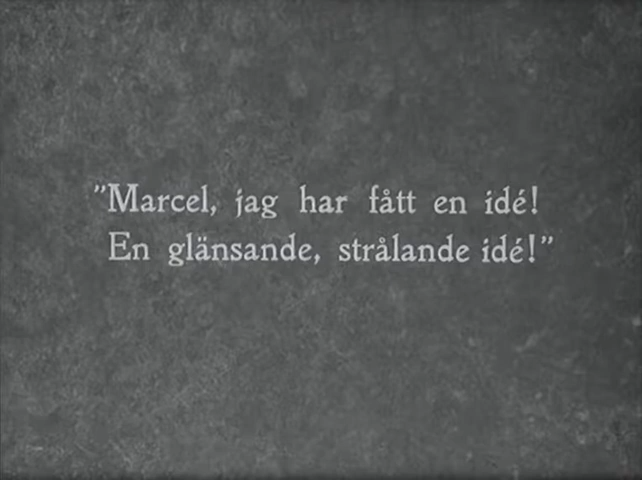 ”Marcel, jag har fått en idé!
En glänsande, strålande idé!”